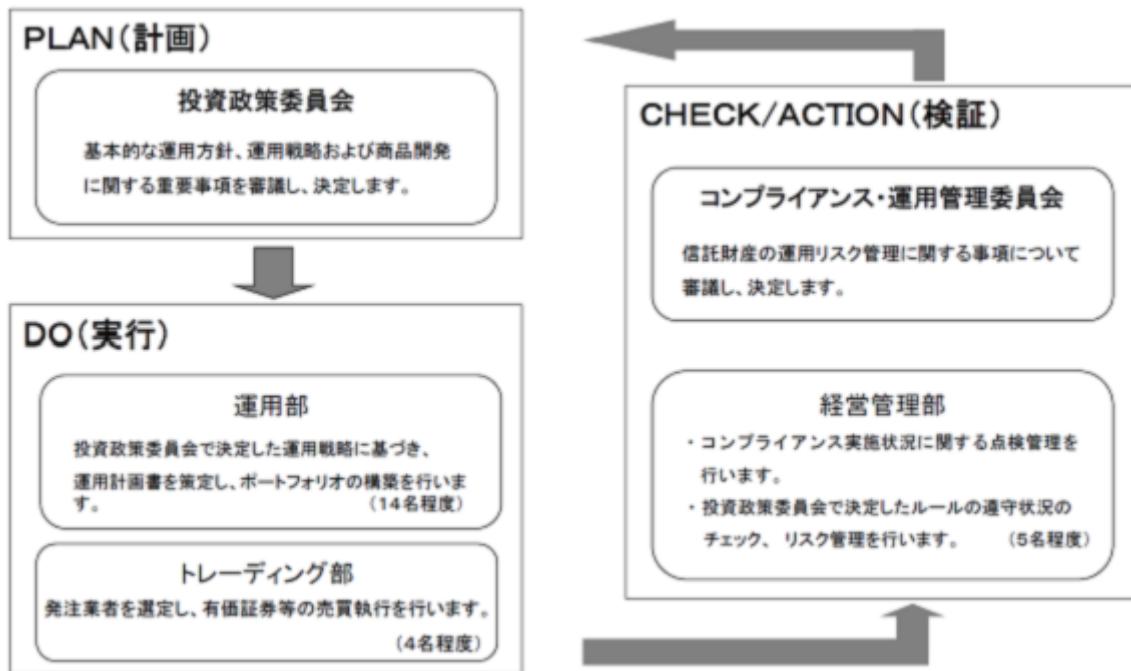 PLAN(計画)
投資政策委員会
基本的な運用方針、運用戦略および商品開発
に関する重要事項を審議し、決定します。
DO(実行)
運用部
投資政策委員会で決定した運用戦略に基づき、
運用計画書を策定し、ポートフォリオの構築を行いま
す。 (14名程度)
トレーディング部
発注業者を選定し、有価証券等の売買執行を行います。
(4名程度)
CHECK/ACTION(検証)
コンプライアンス・運用管理委員会
信託財産の運用リスク管理に関する事項について
審議し、決定します。
経営管理部
・コンプライアンス実施状況に関する点検管理を
行います。
・投資政策委員会で決定したルールの遵守状況の
チェック、 リスク管理を行います。 (5名程度)